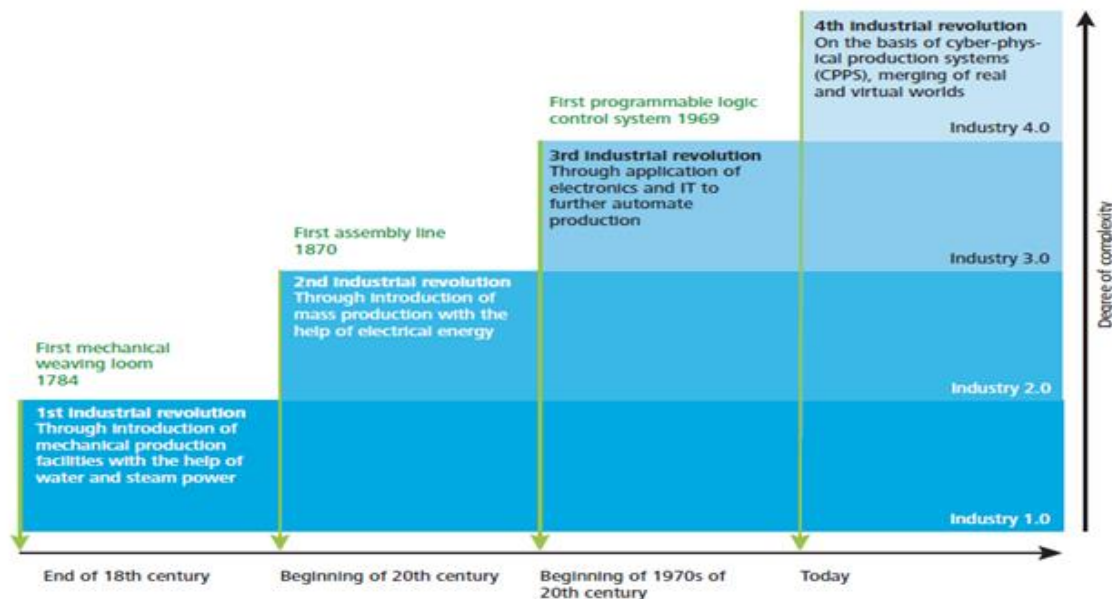 4th industrial revolution
On the basis of cyber-phys-
ical production systems
(CPPS), merging of real
and virtual worlds
Industry 4.0
First programmable logic
control system 1969
3rd industrial revolution
Through application of
electronics and IT to
further automate
production
Industry 3.0
First assembly line
1870
2nd industrial revolution
Through introduction of
mass production with the
help of electrical energy
Industry 2.0
First mechanical
weaving loom
1784
1st industrial revolution
Through introduction of
mechanical production
facilities with the help of
water and steam power
Industry 1.0
Degree of complexity
End of 18th century
Beginning of 20th century
Beginning of 1970s of
20th century
Today